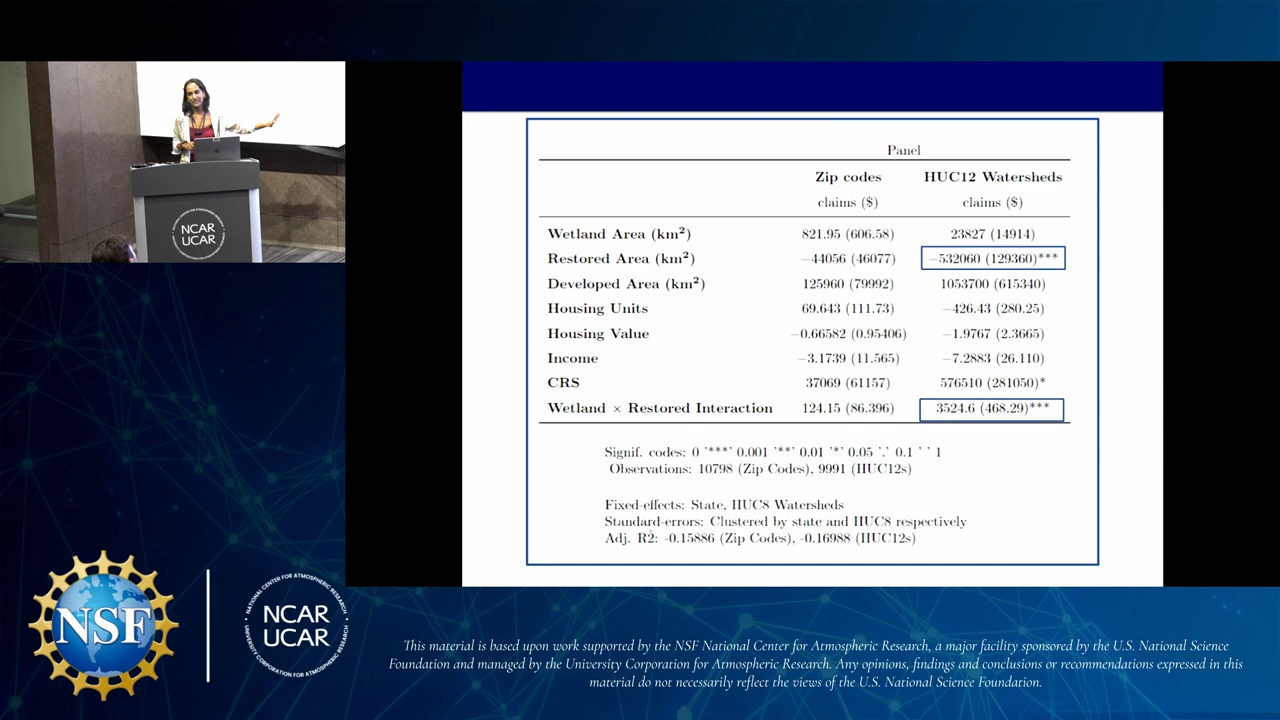 Panel
Zip codes HUC12 Watersheds
claims ($) claims ($)
Wetland Area (km²) 821.95 (606.58) 23827 (14914)
Restored Area (km²) −44056 (46077) −532060 (129360)***
Developed Area (km²) 125960 (79992) 1053700 (615340)
Housing Units 69.643 (111.73) −426.43 (280.25)
Housing Value −0.66582 (0.95406) −1.9767 (2.3665)
Income −3.1739 (11.565) −7.2883 (26.110)
CRS 37069 (61157) 576510 (281050)*
Wetland × Restored Interaction 124.15 (86.396) 3524.6 (468.29)***
Signif. codes: 0 '***' 0.001 '**' 0.01 '*' 0.05 '.' 0.1 ' ' 1
Observations: 10798 (Zip Codes), 9991 (HUC12s)
Fixed-effects: State, HUC8 Watersheds
Standard-errors: Clustered by state and HUC8 respectively
Adj. R2: -0.15886 (Zip Codes), -0.16988 (HUC12s)
NCAR
UCAR
NSF
NATIONAL CENTER FOR ATMOSPHERIC RESEARCH
NCAR
UCAR
UNIVERSITY CORPORATION FOR ATMOSPHERIC RESEARCH
This material is based upon work supported by the NSF National Center for Atmospheric Research, a major facility sponsored by the U.S. National Science
Foundation and managed by the University Corporation for Atmospheric Research. Any opinions, findings and conclusions or recommendations expressed in this
material do not necessarily reflect the views of the U.S. National Science Foundation.